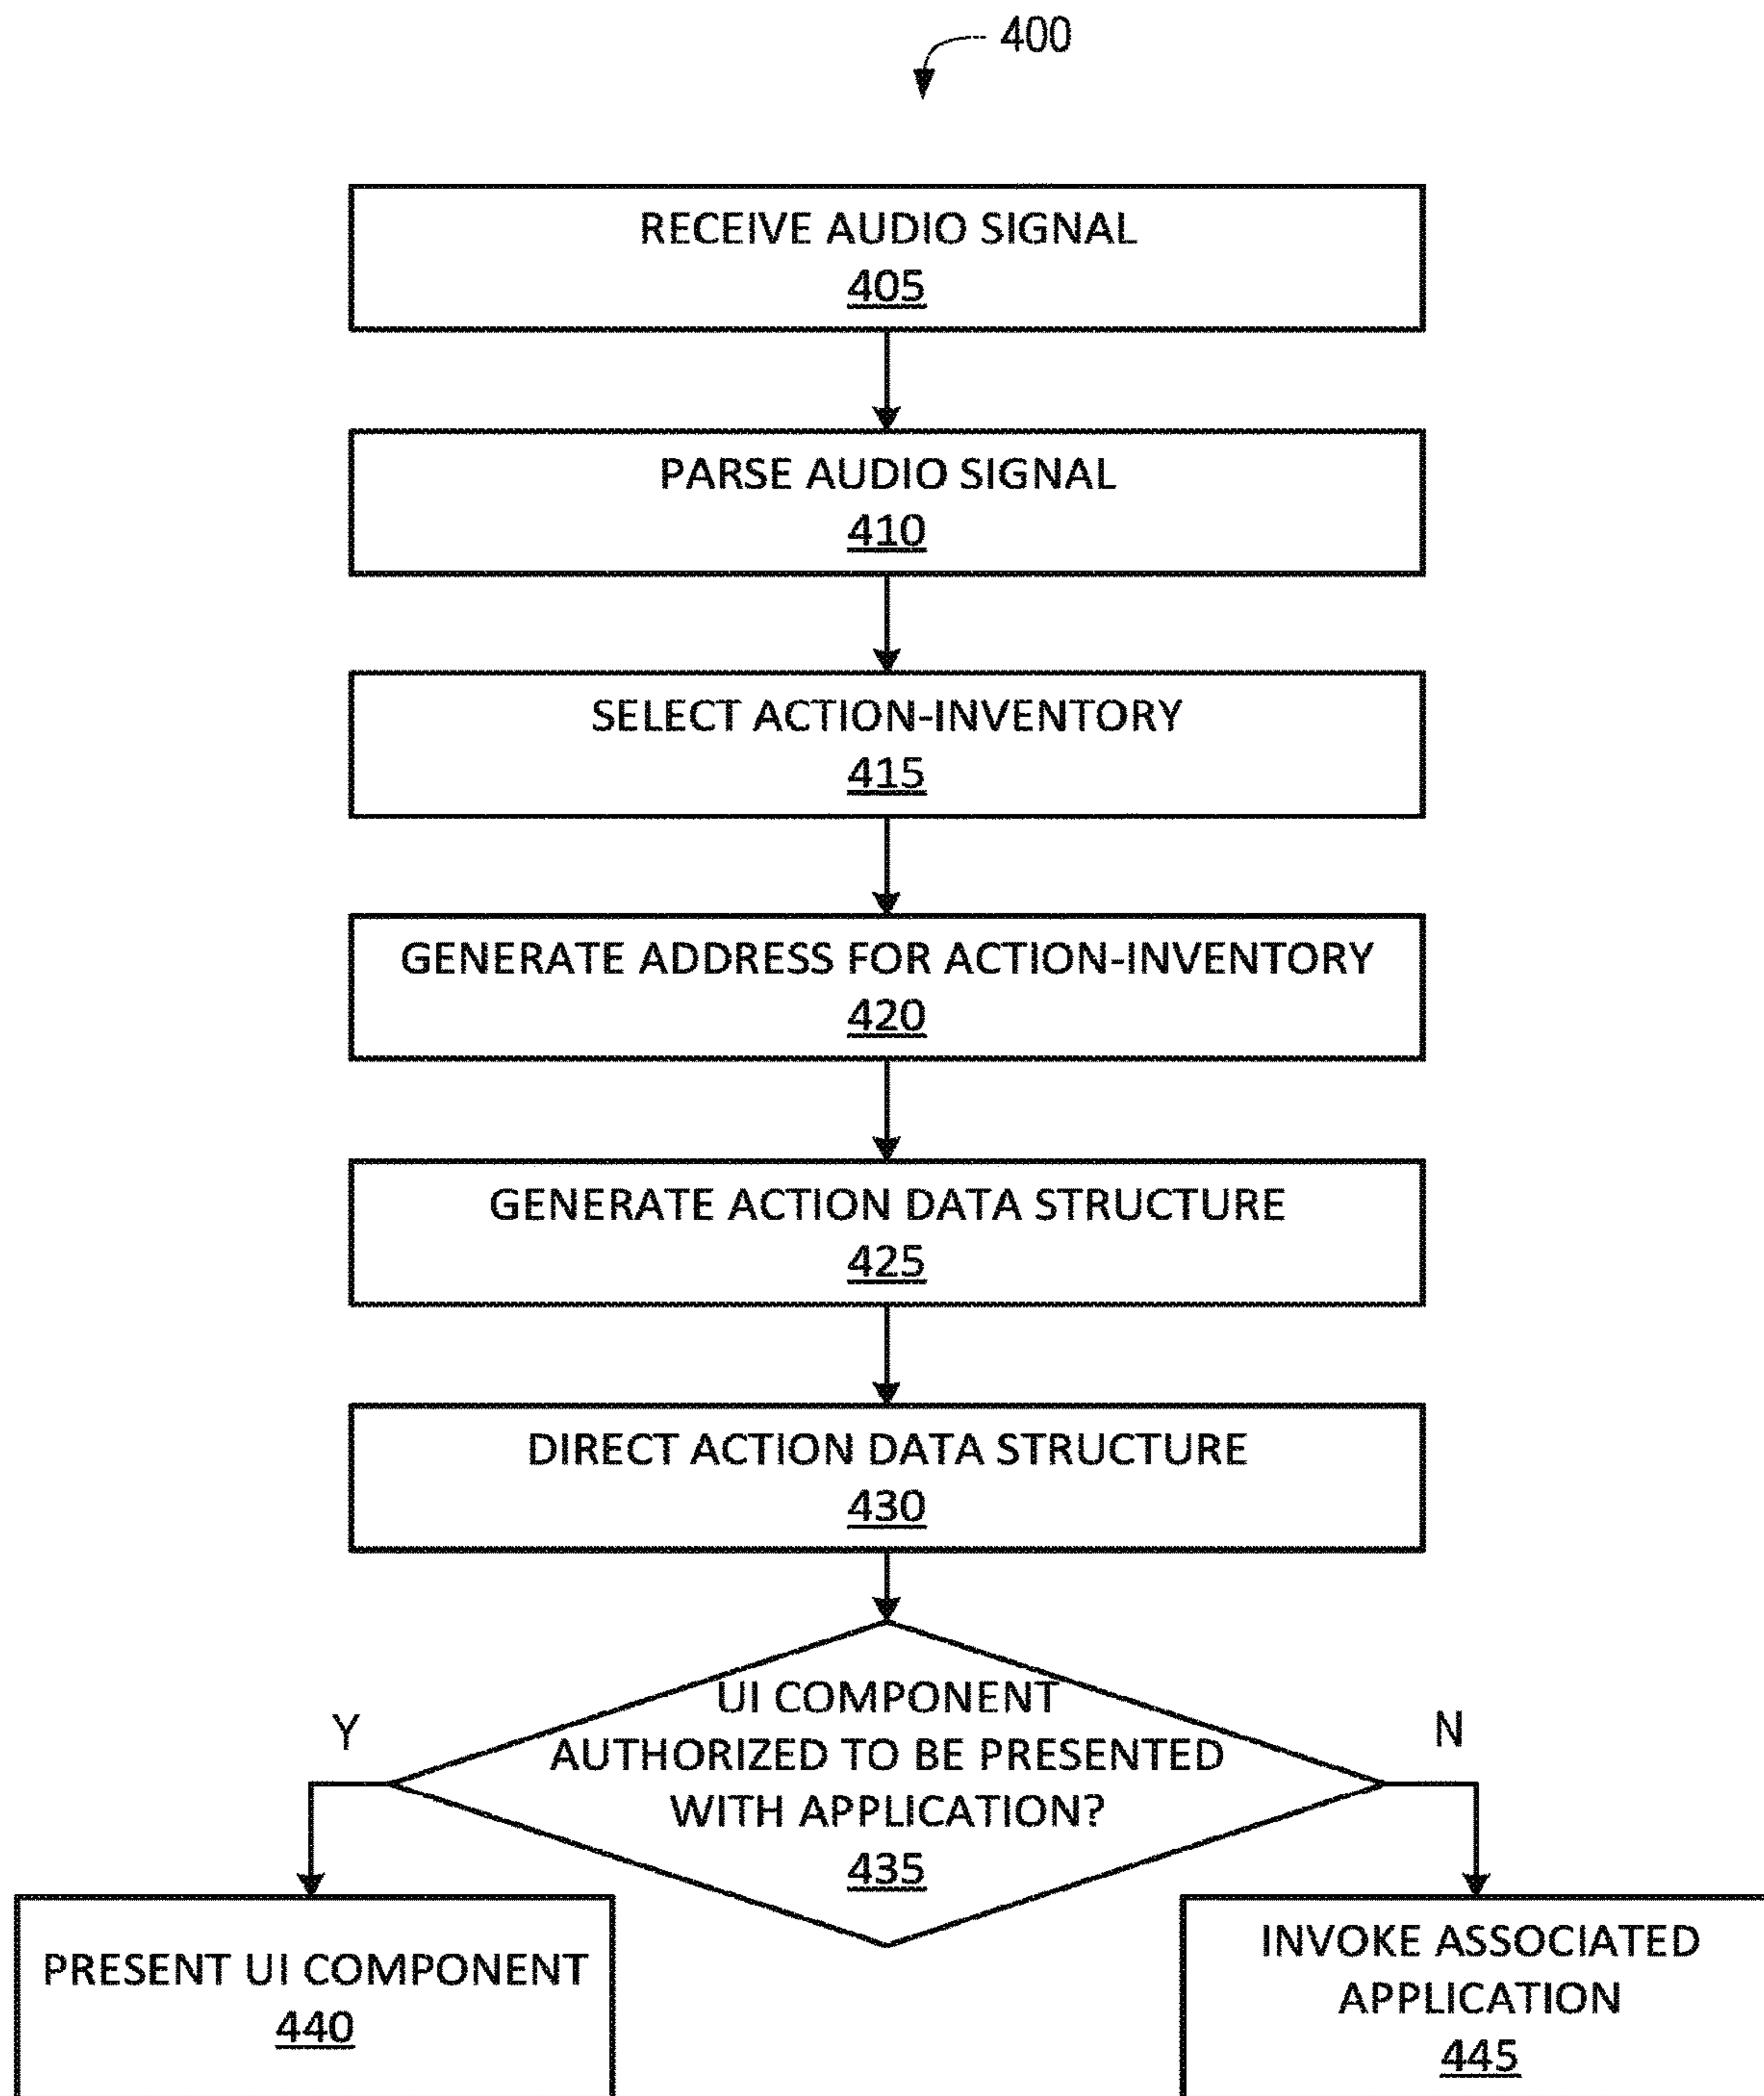 400
RECEIVE AUDIO SIGNAL
405
PARSE AUDIO SIGNAL
410
SELECT ACTION-INVENTORY
415
GENERATE ADDRESS FOR ACTION-INVENTORY
420
GENERATE ACTION DATA STRUCTURE
425
DIRECT ACTION DATA STRUCTURE
430
UI COMPONENT
AUTHORIZED TO BE PRESENTED
WITH APPLICATION?
435
Y
N
PRESENT UI COMPONENT
440
INVOKE ASSOCIATED
APPLICATION
445